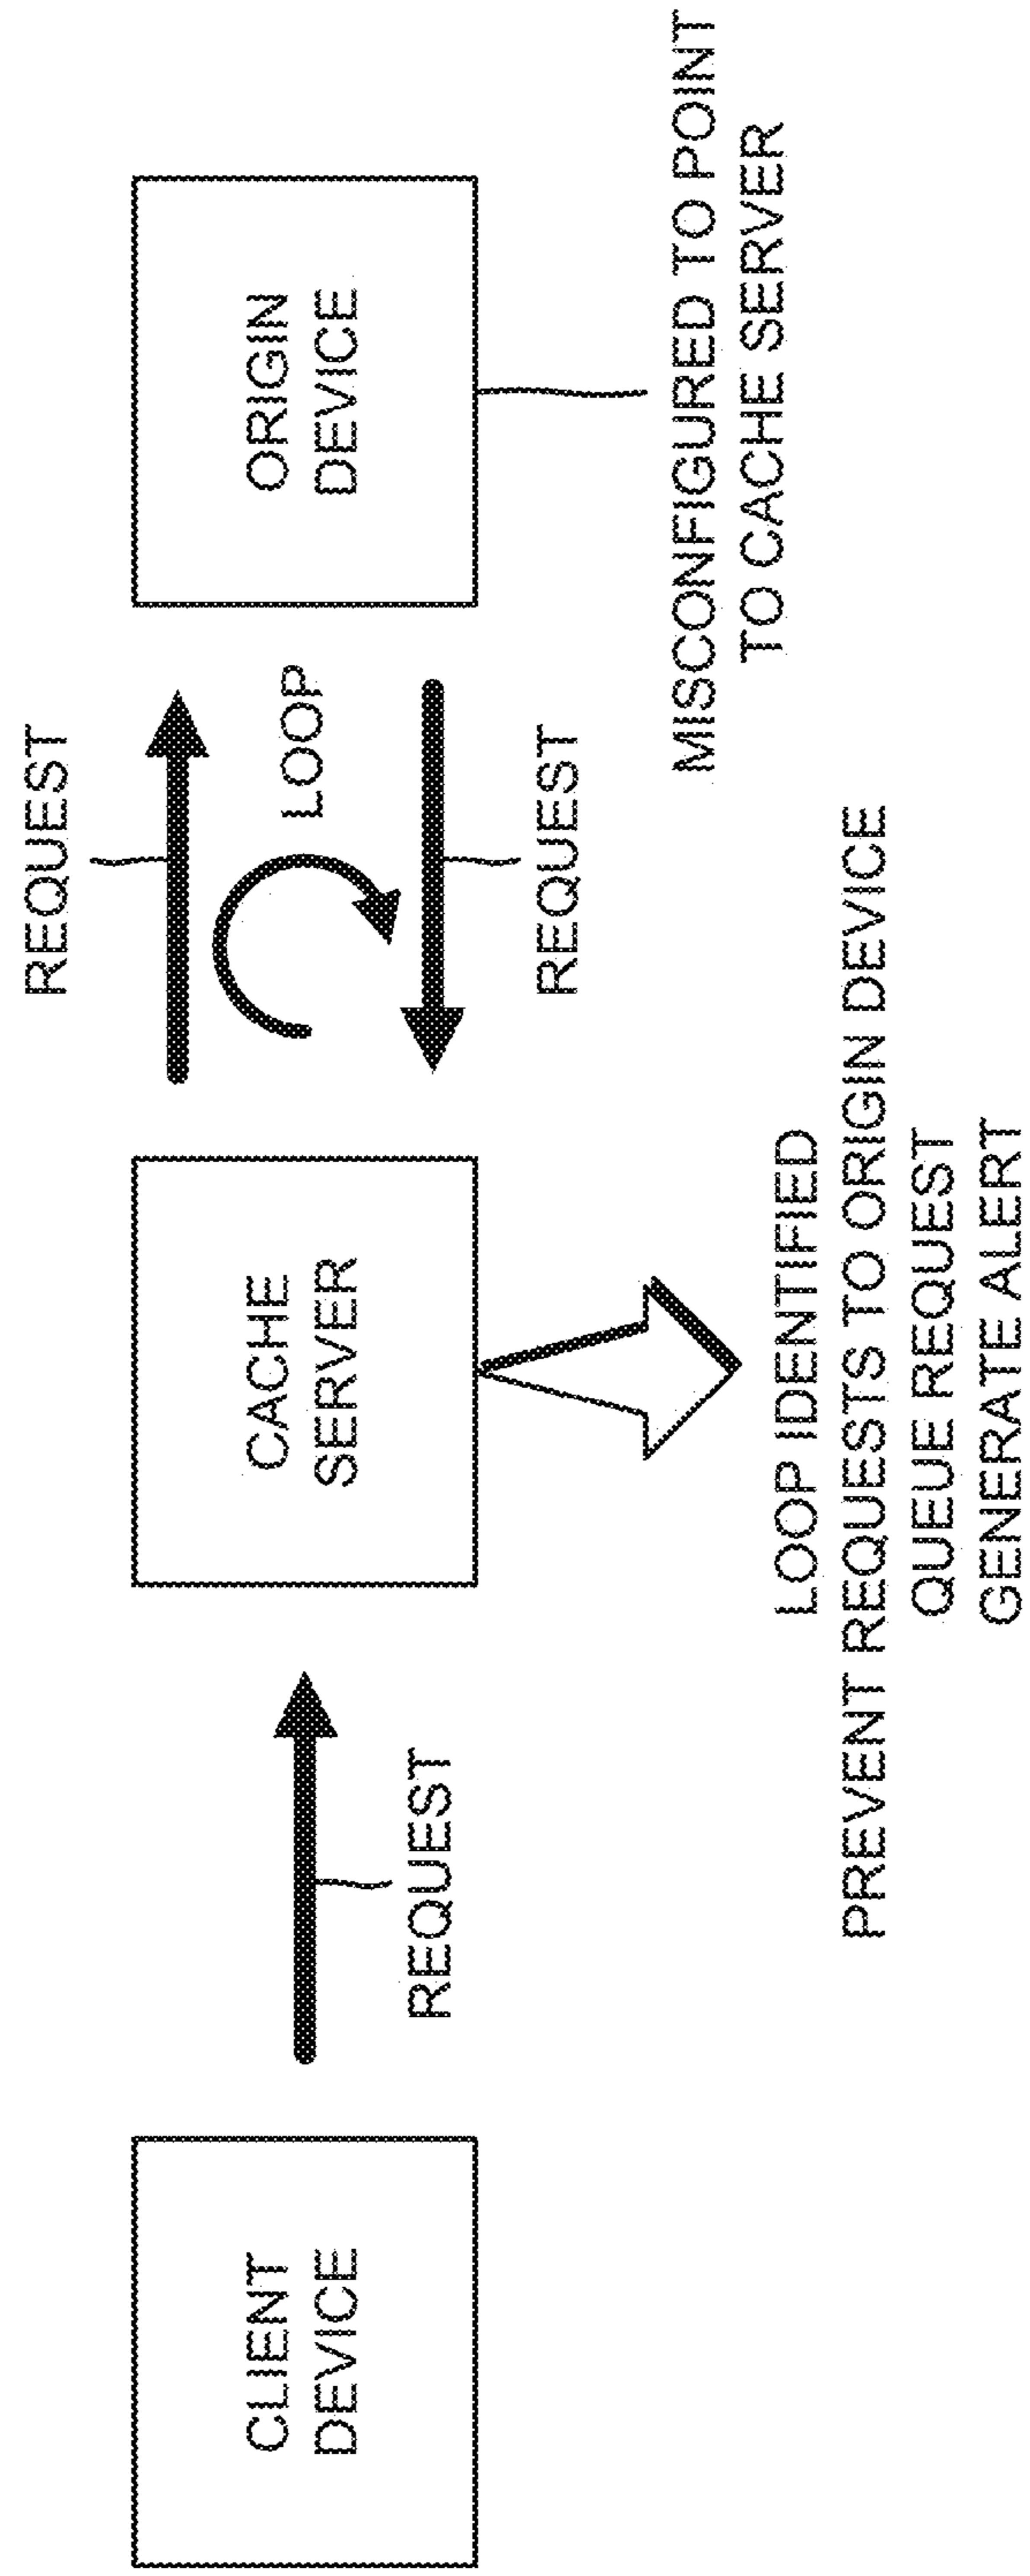 CLIENT
DEVICE
REQUEST
CACHE
SERVER
REQUEST
LOOP
REQUEST
ORIGIN
DEVICE
MISCONFIGURED TO POINT
TO CACHE SERVER
LOOP IDENTIFIED
PREVENT REQUESTS TO ORIGIN DEVICE
QUEUE REQUEST
GENERATE ALERT